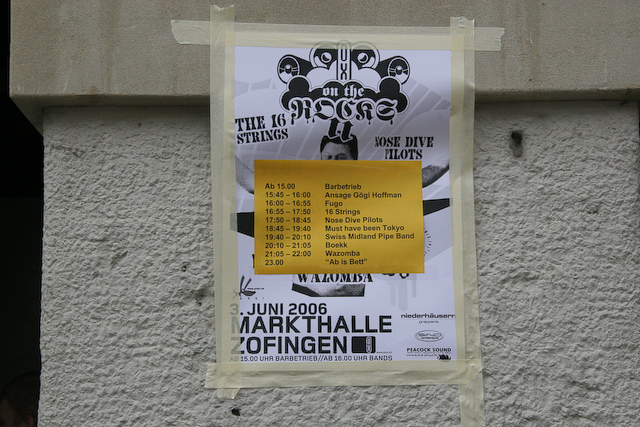 on the
ROCKS
THE 16
STRINGS
NOSE DIVE
PILOTS
Ab 15.00 Barbetrieb
15:45 – 16:00 Ansage Gögi Hoffman
16:00 – 16:55 Fugo
16:55 – 17:50 16 Strings
17:50 – 18:45 Nose Dive Pilots
18:45 – 19:40 Must have been Tokyo
19:40 – 20:10 Swiss Midland Pipe Band
20:10 – 21:05 Boekk
21:05 – 22:00 Wazomba
23.00 "Ab is Bett"
WAZOMBA
3. JUNI 2006
MARKTHALLE
ZOFINGEN
AB 15.00 UHR BARBETRIEB//AB 16.00 UHR BANDS
niederhäusern
PEACOCK SOUND